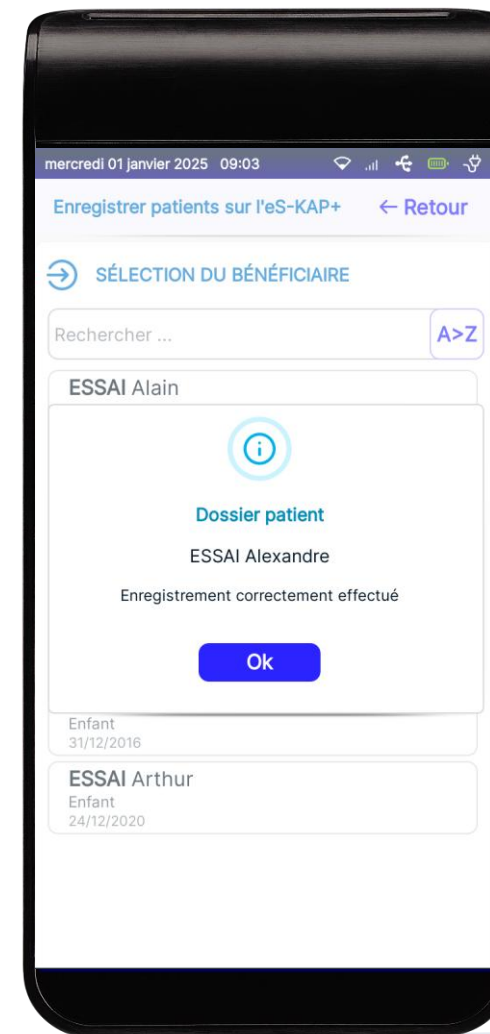 mercredi 01 janvier 2025 09:03
Enregistrer patients sur l'eS-KAP+ ← Retour
SÉLECTION DU BÉNÉFICIAIRE
Rechercher ... A>Z
ESSAI Alain
Dossier patient
ESSAI Alexandre
Enregistrement correctement effectué
Ok
Enfant
31/12/2016
ESSAI Arthur
Enfant
24/12/2020